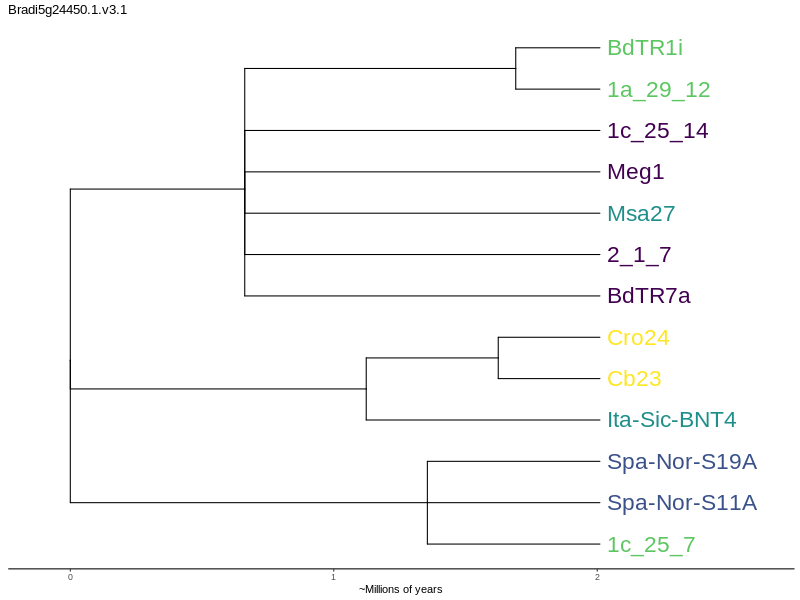 Bradi5g24450.1.v3.1
BdTR1i
1a_29_12
1c_25_14
Meg1
Msa27
2_1_7
BdTR7a
Cro24
Cb23
Ita-Sic-BNT4
Spa-Nor-S19A
Spa-Nor-S11A
1c_25_7
0 1 2
~Millions of years